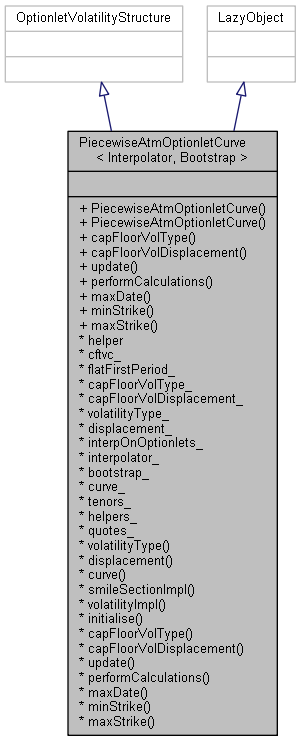 OptionletVolatilityStructure
LazyObject
PiecewiseAtmOptionletCurve
< Interpolator, Bootstrap >
+ PiecewiseAtmOptionletCurve()
+ PiecewiseAtmOptionletCurve()
+ capFloorVolType()
+ capFloorVolDisplacement()
+ update()
+ performCalculations()
+ maxDate()
+ minStrike()
+ maxStrike()
* helper
* cftvc_
* flatFirstPeriod_
* capFloorVolType_
* capFloorVolDisplacement_
* volatilityType_
* displacement_
* interpOnOptionlets_
* interpolator_
* bootstrap_
* curve_
* tenors_
* helpers_
* quotes_
* volatilityType()
* displacement()
* curve()
* smileSectionImpl()
* volatilityImpl()
* initialise()
* capFloorVolType()
* capFloorVolDisplacement()
* update()
* performCalculations()
* maxDate()
* minStrike()
* maxStrike()